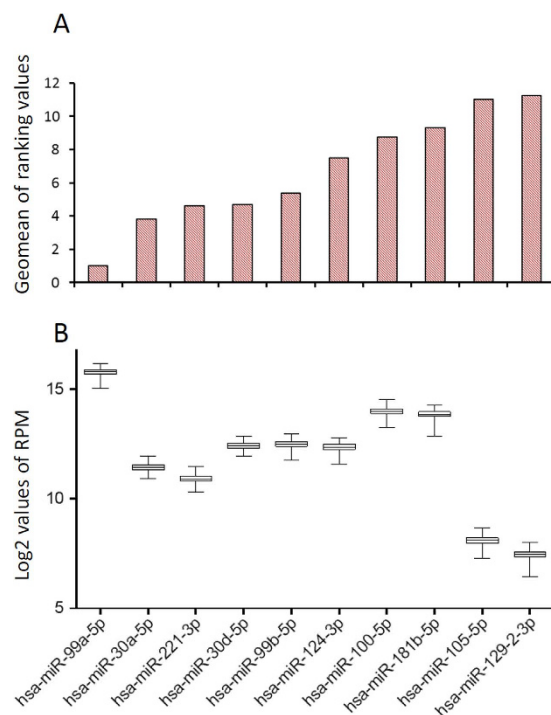 A
Geomean of ranking values
12
10
8
6
4
2
0
B
Log2 values of RPM
15
10
5
hsa-miR-99a-5p
hsa-miR-30a-5p
hsa-miR-221-3p
hsa-miR-30d-5p
hsa-miR-99b-5p
hsa-miR-124-3p
hsa-miR-100-5p
hsa-miR-181b-5p
hsa-miR-105-5p
hsa-miR-129-2-3p